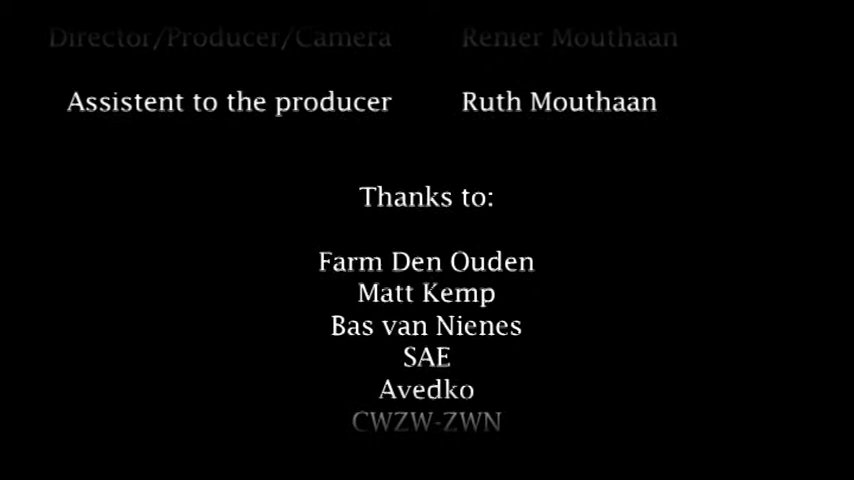 Director/Producer/Camera Renier Mouthaan
Assistent to the producer Ruth Mouthaan
Thanks to:
Farm Den Ouden
Matt Kemp
Bas van Nienes
SAE
Avedko
CWZW-ZWN